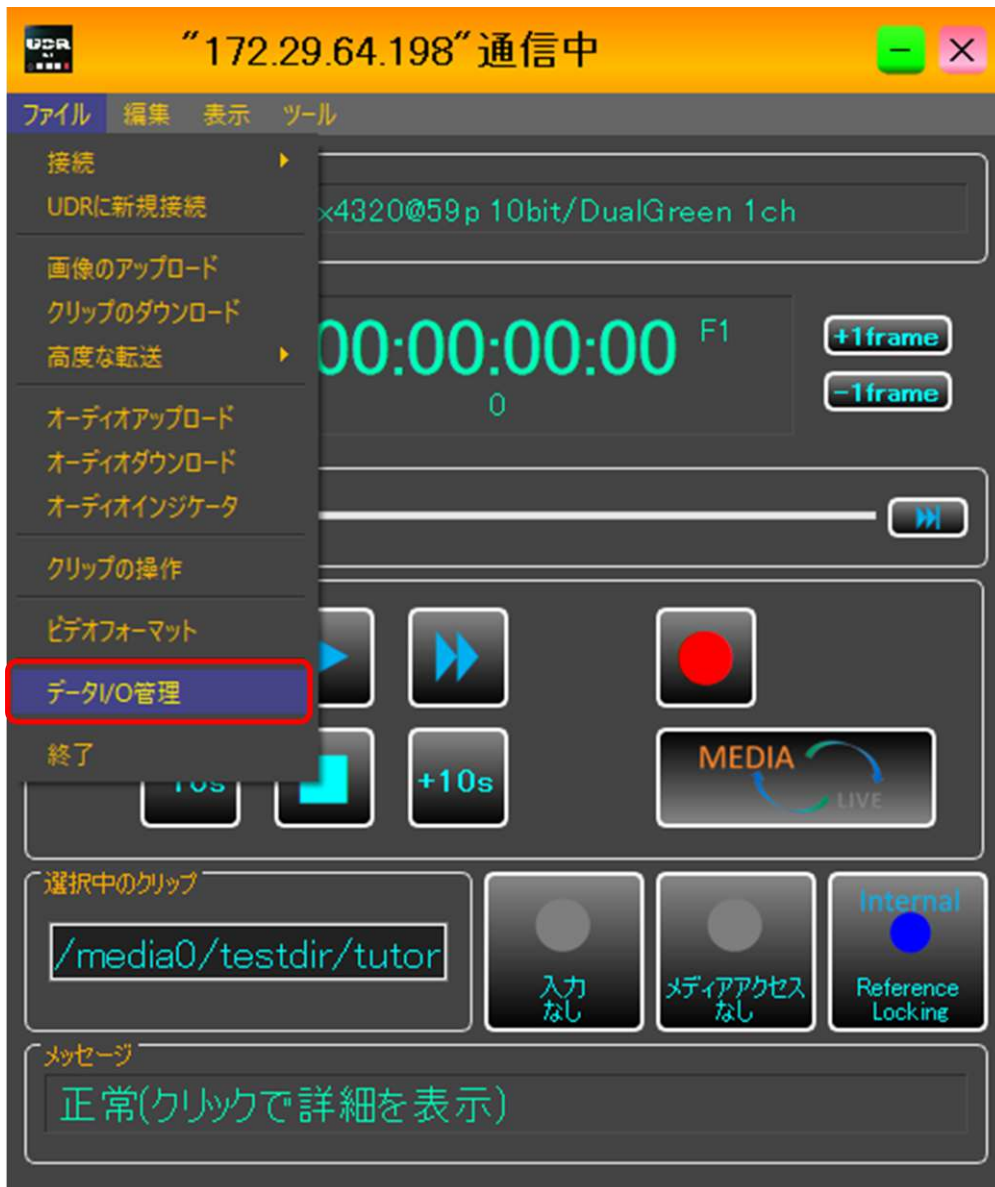 UDR
"172.29.64.198"通信中
ファイル 編集 表示 ツール
接続
UDRに新規接続
x4320@59p 10bit/DualGreen 1ch
画像のアップロード
クリップのダウンロード
高度な転送
00:00:00:00 F1
0
+1frame
-1frame
オーディオアップロード
オーディオダウンロード
オーディオインジケータ
クリップの操作
ビデオフォーマット
データI/O管理
終了
+10s
MEDIA
LIVE
選択中のクリップ
/media0/testdir/tutor
入力
なし
メディアアクセス
なし
Internal
Reference
Locking
メッセージ
正常(クリックで詳細を表示)